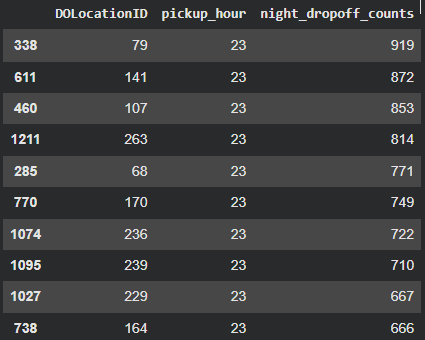 DOLocationID pickup_hour night_dropoff_counts
338 79 23 919
611 141 23 872
460 107 23 853
1211 263 23 814
285 68 23 771
770 170 23 749
1074 236 23 722
1095 239 23 710
1027 229 23 667
738 164 23 666